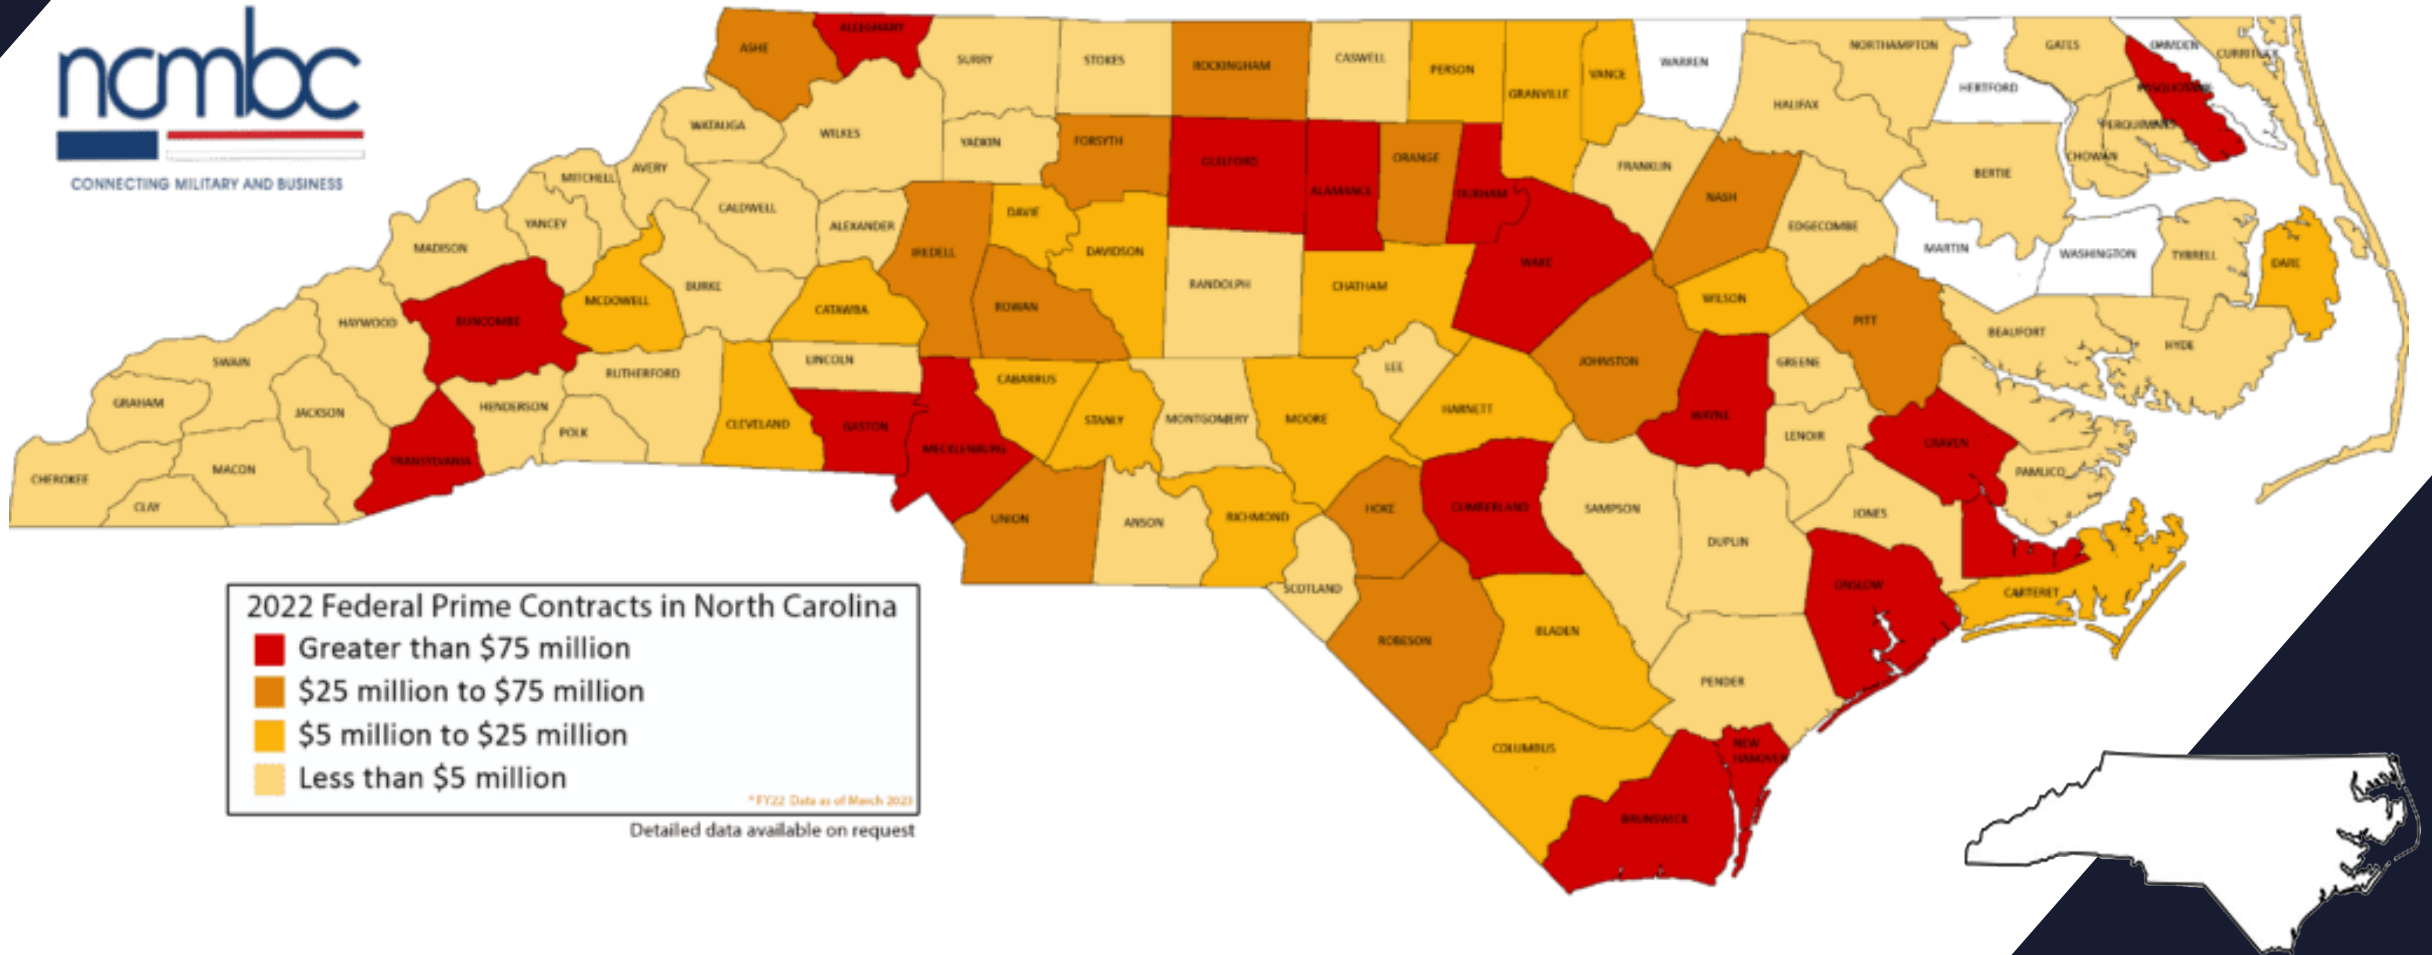 ncmbc
CONNECTING MILITARY AND BUSINESS
ASHE
ALLEGHANY
SURRY
STOKES
ROCKINGHAM
CASWELL
PERSON
GRANVILLE
VANCE
WARREN
NORTHAMPTON
HERTFORD
GATES
CAMDEN
CURRITUCK
PASQUOTANK
PERQUIMANS
CHOWAN
WATAUGA
WILKES
YADKIN
FORSYTH
GUILFORD
ALAMANCE
ORANGE
DURHAM
FRANKLIN
HALIFAX
NASH
EDGECOMBE
BERTIE
MARTIN
WASHINGTON
TYRRELL
DARE
MITCHELL
AVERY
CALDWELL
ALEXANDER
IREDELL
DAVIE
DAVIDSON
RANDOLPH
CHATHAM
WAKE
WILSON
PITT
BEAUFORT
HYDE
MADISON
YANCEY
MCDOWELL
BURKE
CATAWBA
ROWAN
HAYWOOD
BUNCOMBE
SWAIN
GRAHAM
JACKSON
HENDERSON
RUTHERFORD
POLK
CLEVELAND
LINCOLN
GASTON
MECKLENBURG
CABARRUS
STANLY
MONTGOMERY
MOORE
LEE
HARNETT
JOHNSTON
WAYNE
GREENE
LENOIR
CRAVEN
PAMLICO
CHEROKEE
CLAY
MACON
TRANSYLVANIA
UNION
ANSON
RICHMOND
SCOTLAND
HOKE
CUMBERLAND
SAMPSON
DUPLIN
JONES
ONSLOW
CARTERET
ROBESON
BLADEN
PENDER
COLUMBUS
NEW
HANOVER
BRUNSWICK
2022 Federal Prime Contracts in North Carolina
Greater than $75 million
$25 million to $75 million
$5 million to $25 million
Less than $5 million
*FY22 Data as of March 2023
Detailed data available on request